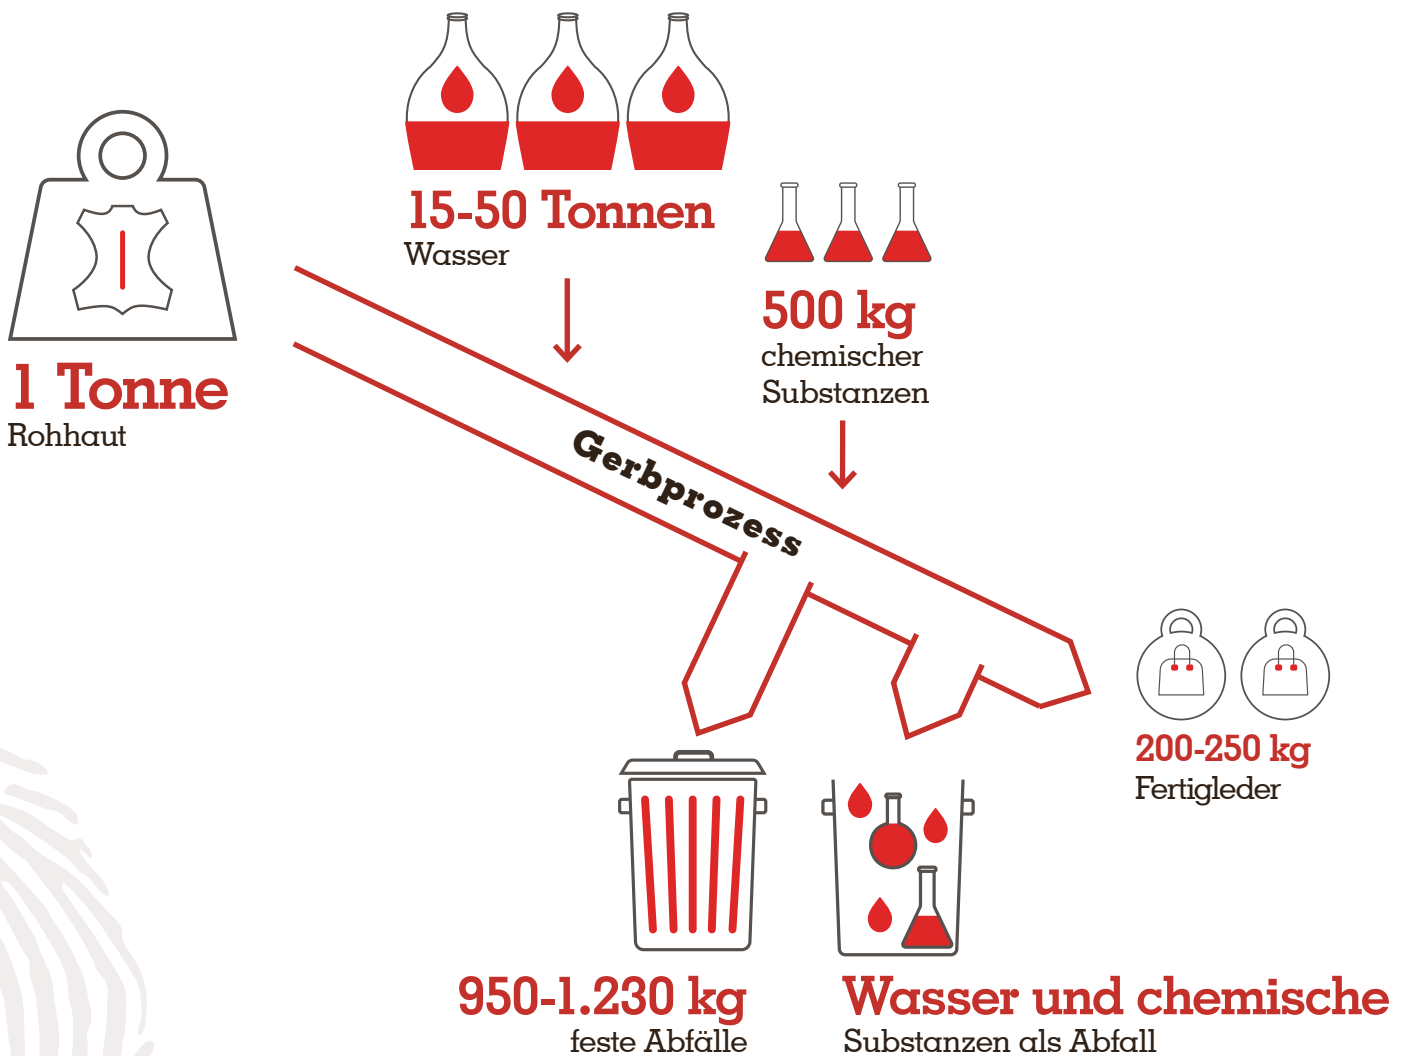 15-50 Tonnen
Wasser
500 kg
chemischer
Substanzen
1 Tonne
Rohhaut
Gerbprozess
200-250 kg
Fertigleder
950-1.230 kg
feste Abfälle
Wasser und chemische
Substanzen als Abfall